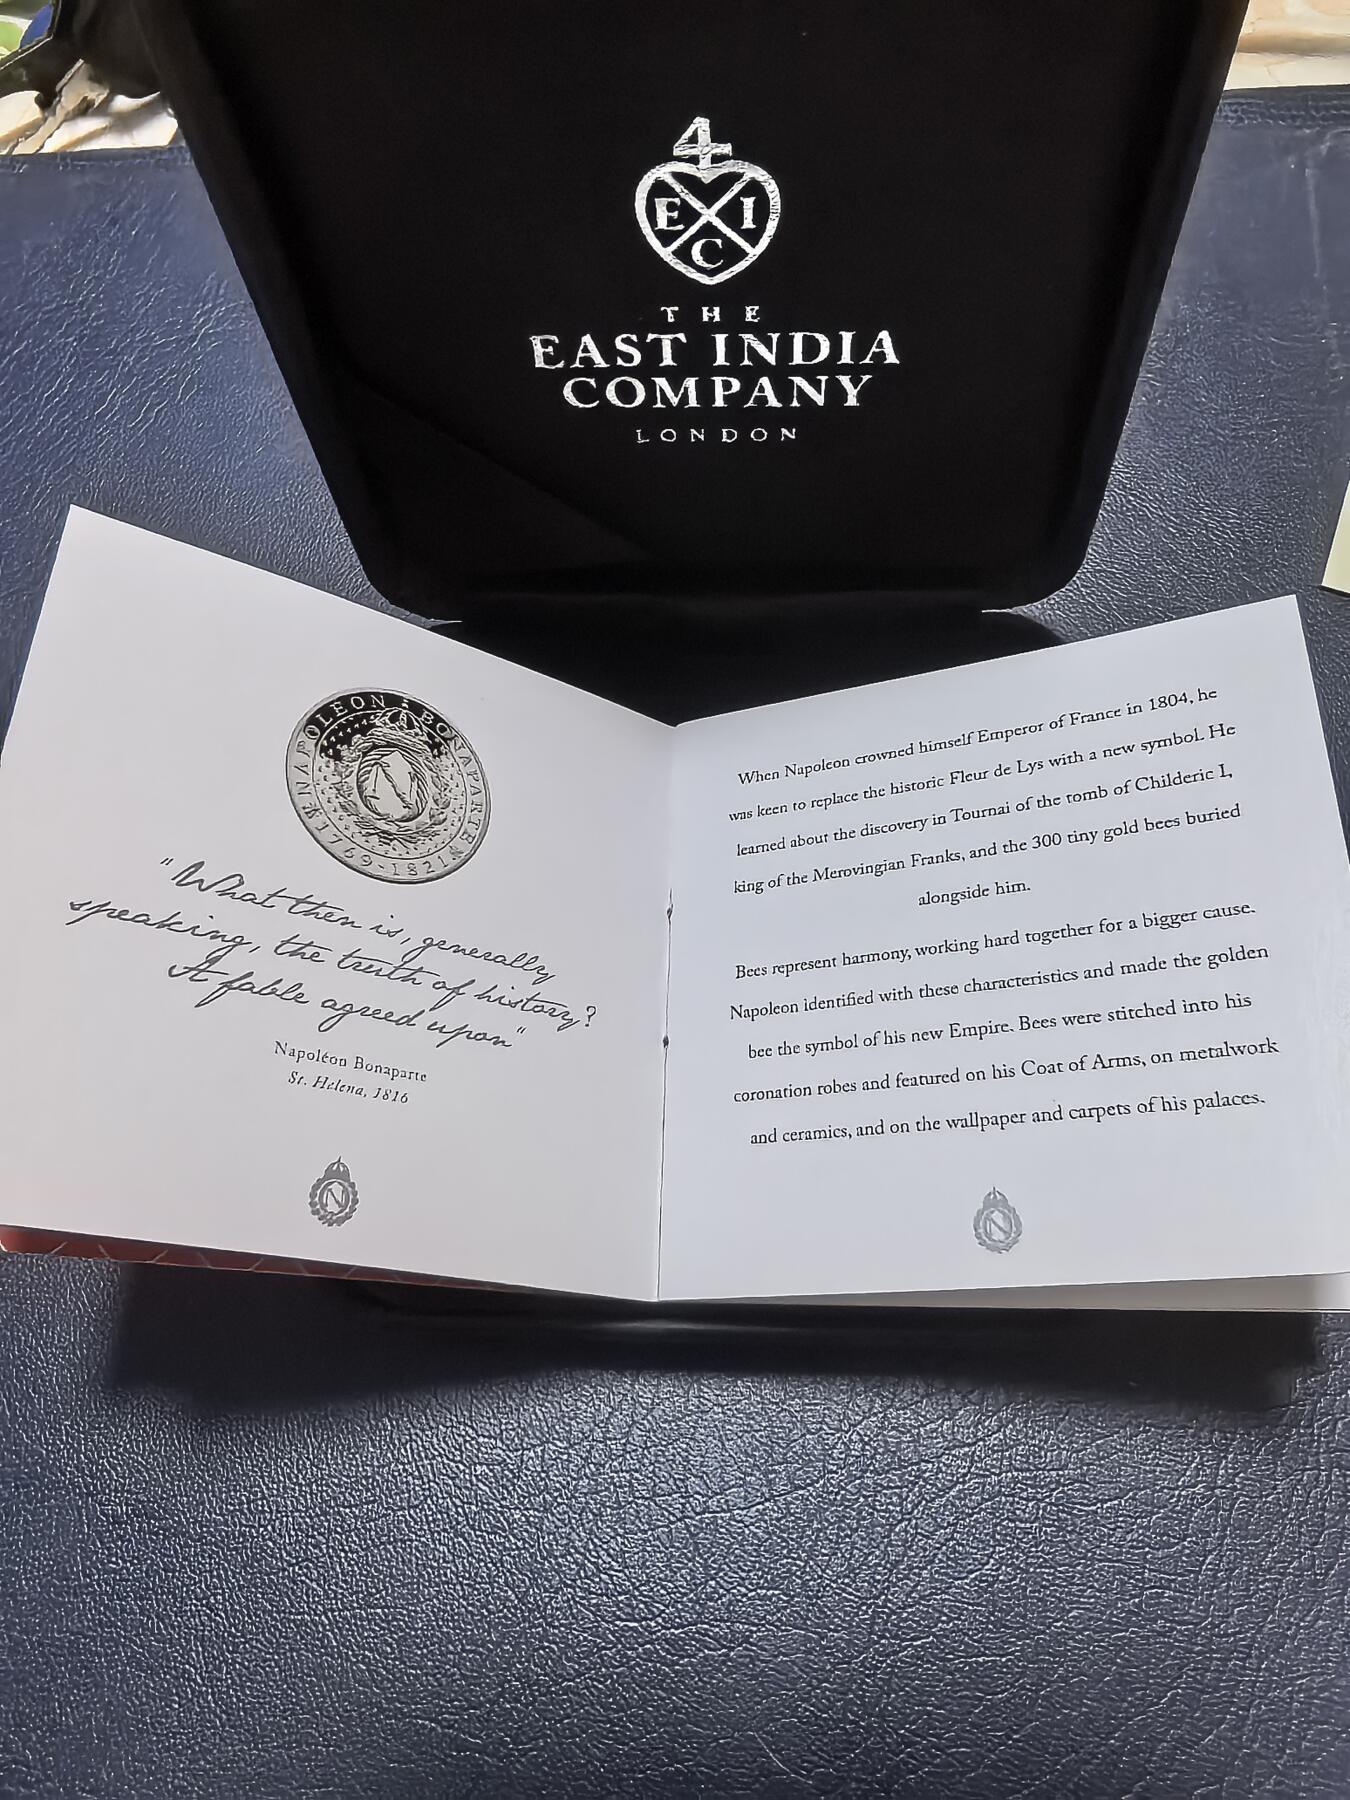 4
E I
C
THE
EAST INDIA
COMPANY
LONDON
NAPOLEON BONAPARTE
1769-1821
"What then is, generally
speaking, the truth of history?
A fable agreed upon"
Napoléon Bonaparte
St. Helena, 1816
N
When Napoleon crowned himself Emperor of France in 1804, he
was keen to replace the historic Fleur de Lys with a new symbol. He
learned about the discovery in Tournai of the tomb of Childeric I,
king of the Merovingian Franks, and the 300 tiny gold bees buried
alongside him.
Bees represent harmony, working hard together for a bigger cause.
Napoleon identified with these characteristics and made the golden
bee the symbol of his new Empire. Bees were stitched into his
coronation robes and featured on his Coat of Arms, on metalwork
and ceramics, and on the wallpaper and carpets of his palaces.
N